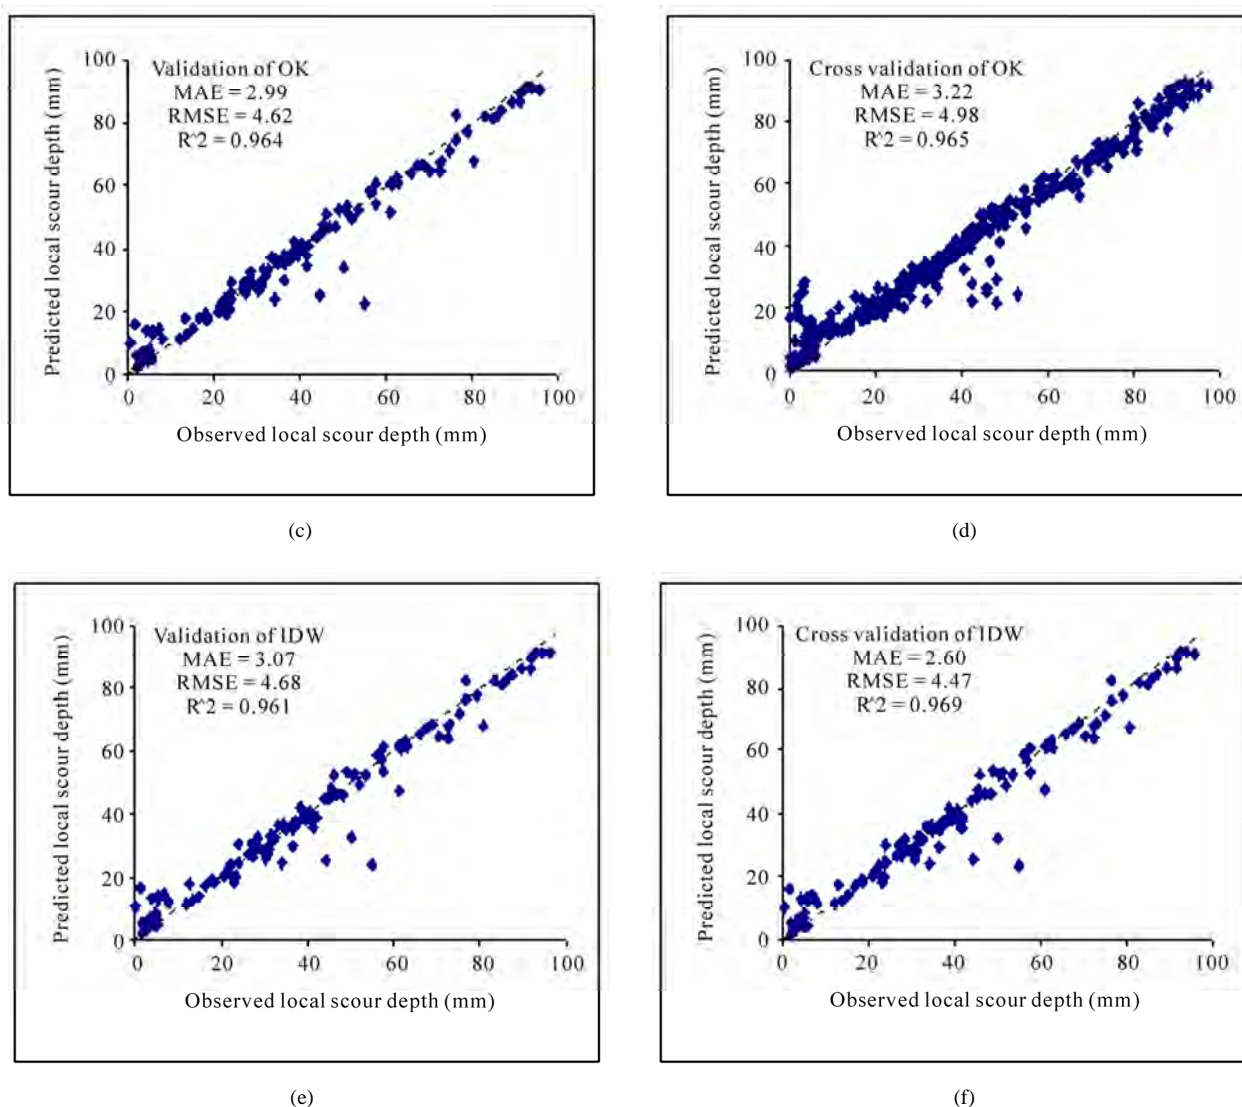 Validation of OK
MAE = 2.99
RMSE = 4.62
R^2 = 0.964
Predicted local scour depth (mm)
100
80
60
40
20
0
0 20 40 60 80 100
Observed local scour depth (mm)
(c)
Cross validation of OK
MAE = 3.22
RMSE = 4.98
R^2 = 0.965
Predicted local scour depth (mm)
100
80
60
40
20
0
0 20 40 60 80 100
Observed local scour depth (mm)
(d)
Validation of IDW
MAE = 3.07
RMSE = 4.68
R^2 = 0.961
Predicted local scour depth (mm)
100
80
60
40
20
0
0 20 40 60 80 100
Observed local scour depth (mm)
(e)
Cross validation of IDW
MAE = 2.60
RMSE = 4.47
R^2 = 0.969
Predicted local scour depth (mm)
100
80
60
40
20
0
0 20 40 60 80 100
Observed local scour depth (mm)
(f)